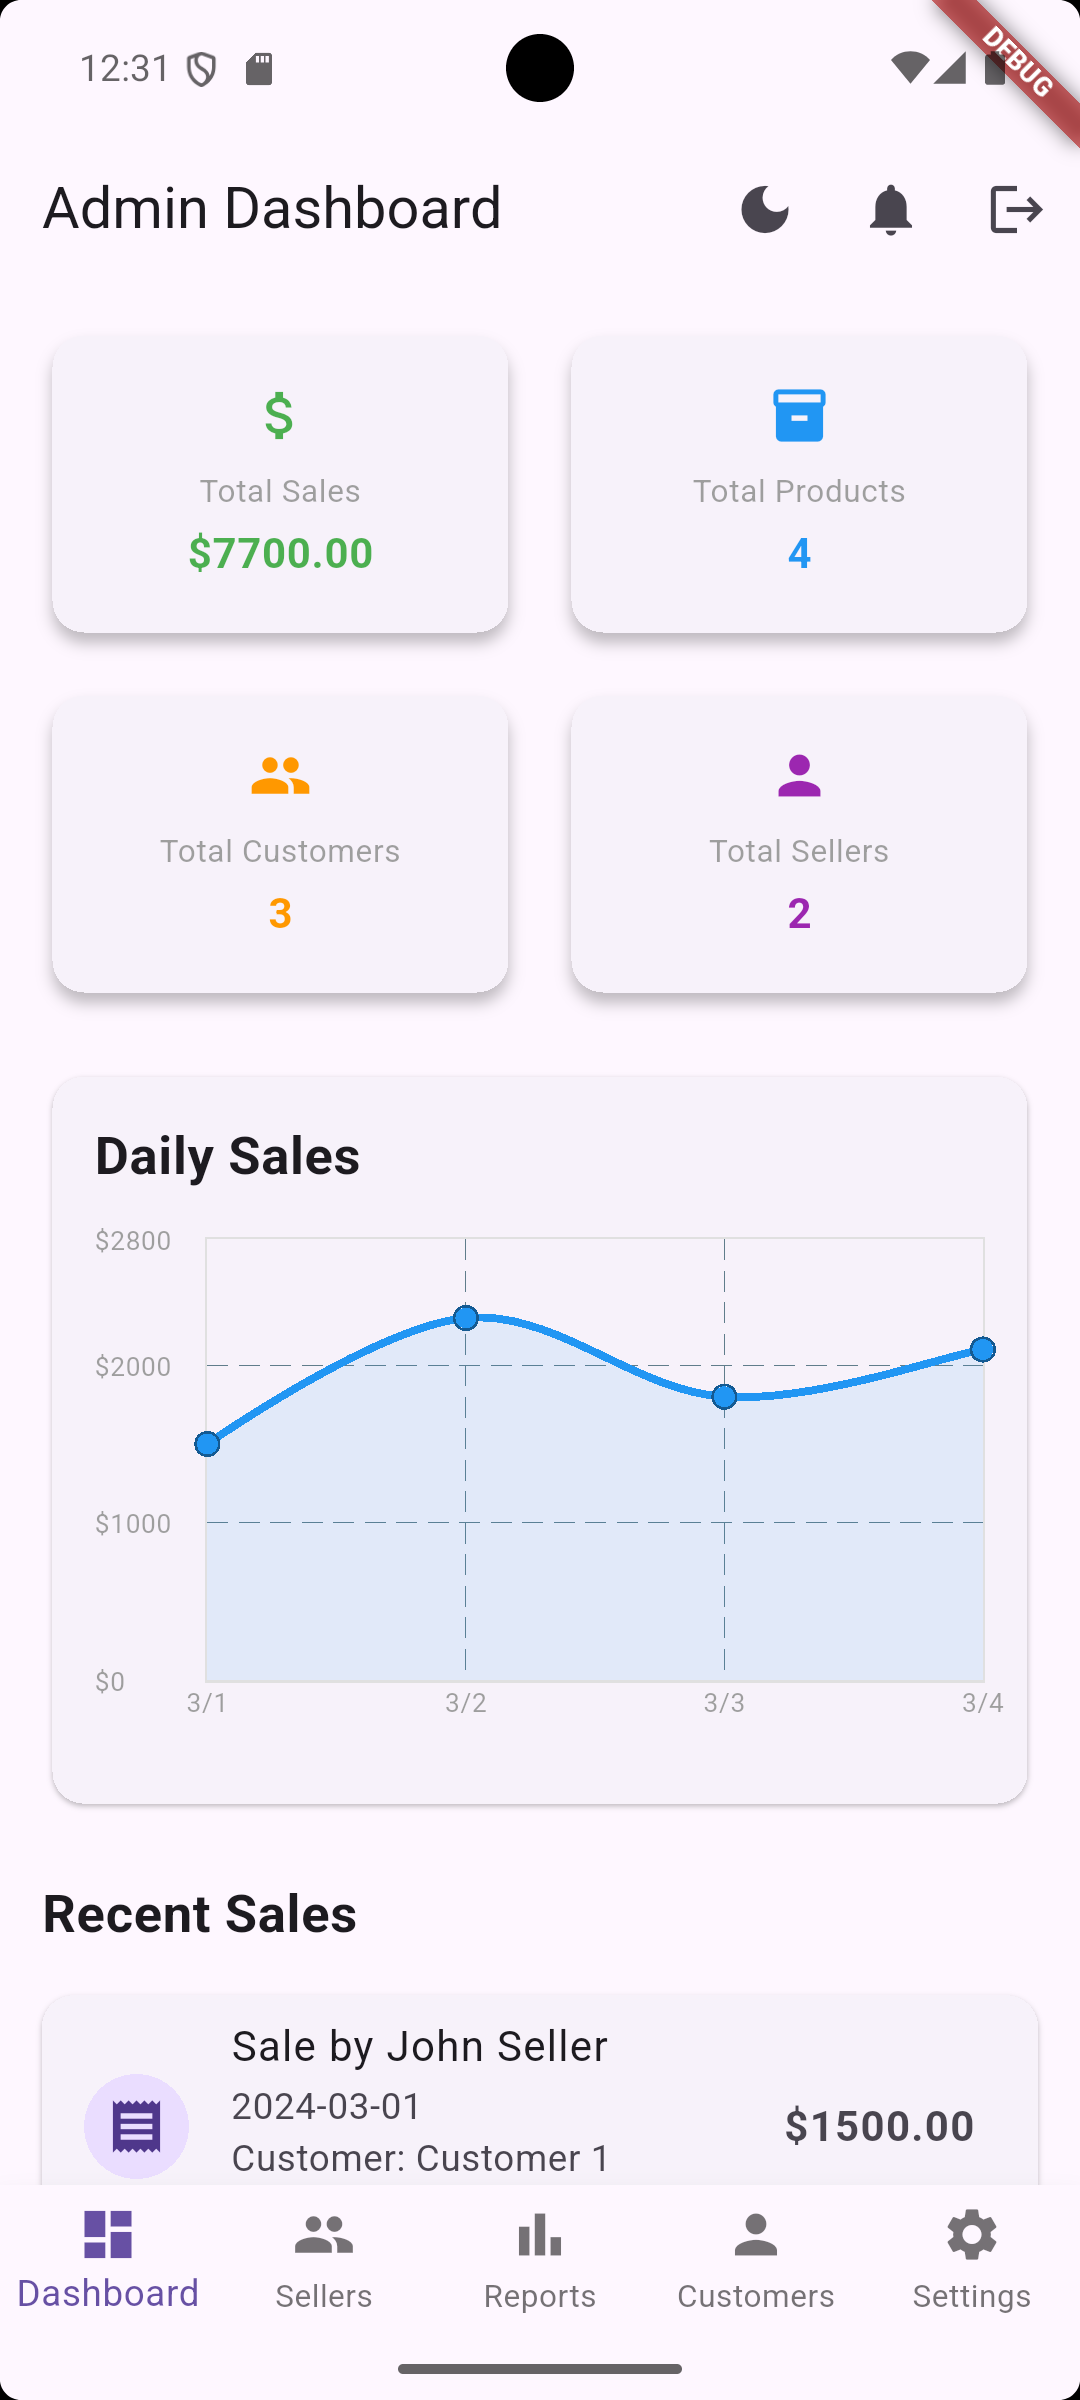 12:31
DEBUG
Admin Dashboard
$
Total Sales
$7700.00
Total Products
4
Total Customers
3
Total Sellers
2
Daily Sales
$2800
$2000
$1000
$0
3/1 3/2 3/3 3/4
Recent Sales
Sale by John Seller
2024-03-01
Customer: Customer 1
$1500.00
Dashboard Sellers Reports Customers Settings